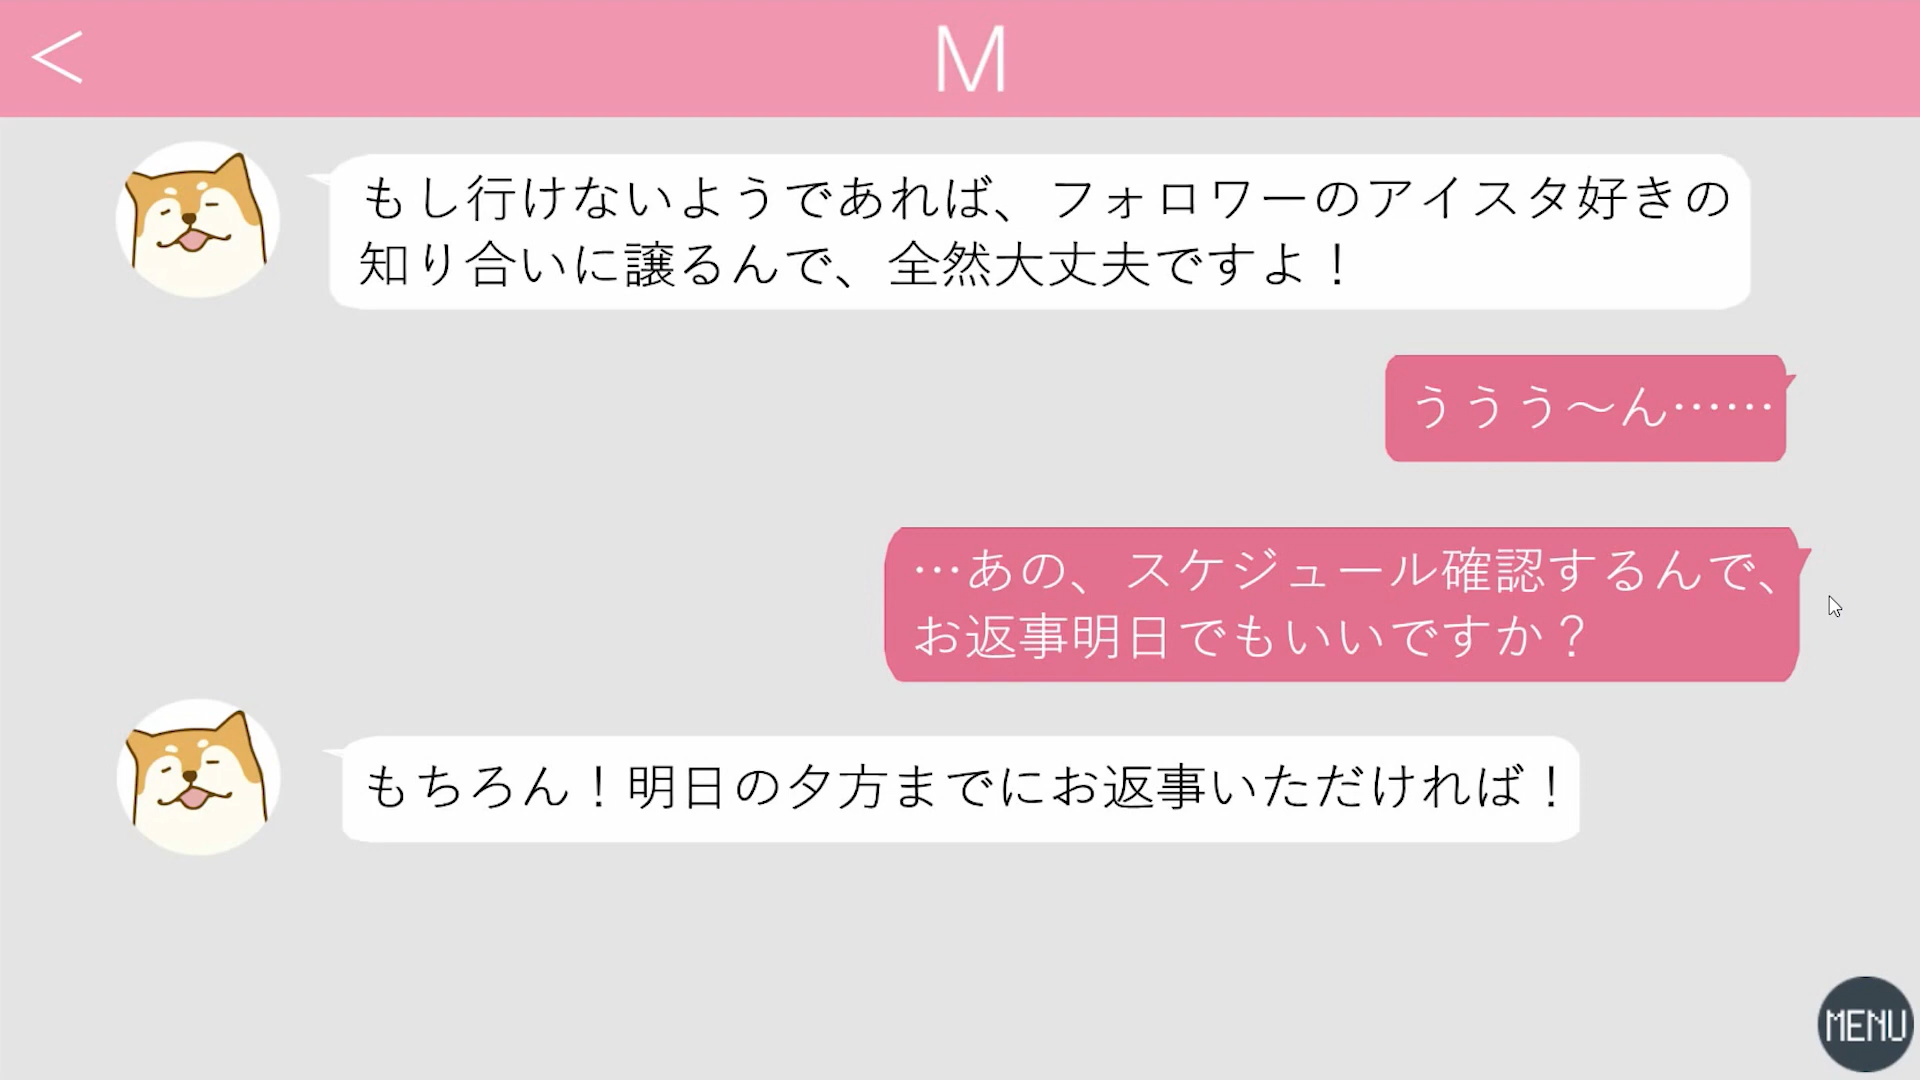 <
M
もし行けないようであれば、フォロワーのアイスタ好きの
知り合いに譲るんで、全然大丈夫ですよ！
ううう～ん……
…あの、スケジュール確認するんで、
お返事明日でもいいですか？
もちろん！明日の夕方までにお返事いただければ！
MENU